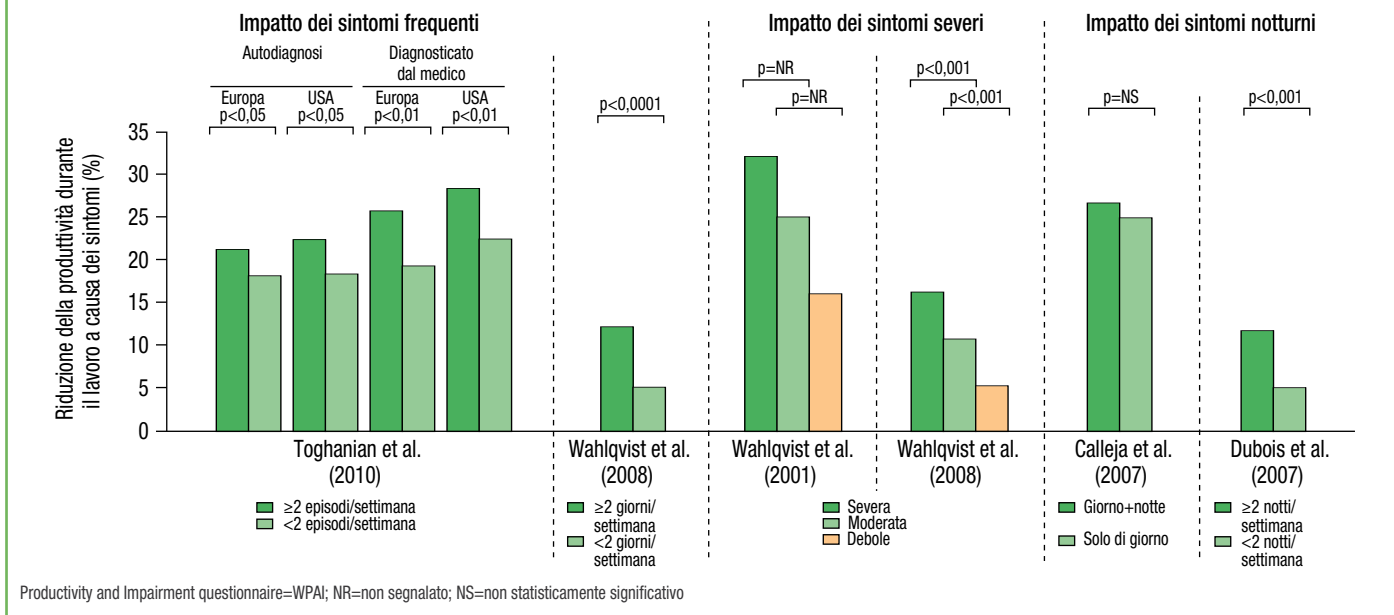 Impatto dei sintomi frequenti
Autodiagnosi
Diagnosticato
dal medico
Europa
p<0,05
USA
p<0,05
Europa
p<0,01
USA
p<0,01
p<0,0001
Impatto dei sintomi severi
p=NR
p=NR
p<0,001
p<0,001
Impatto dei sintomi notturni
p=NS
p<0,001
Riduzione della produttività durante
il lavoro a causa dei sintomi (%)
35
30
25
20
15
10
5
0
Toghanian et al.
(2010)
≥2 episodi/settimana
<2 episodi/settimana
Wahlqvist et al.
(2008)
≥2 giorni/
settimana
<2 giorni/
settimana
Wahlqvist et al.
(2001)
Wahlqvist et al.
(2008)
Severa
Moderata
Debole
Calleja et al.
(2007)
Giorno+notte
Solo di giorno
Dubois et al.
(2007)
≥2 notti/
settimana
<2 notti/
settimana
Productivity and Impairment questionnaire=WPAI; NR=non segnalato; NS=non statisticamente significativo